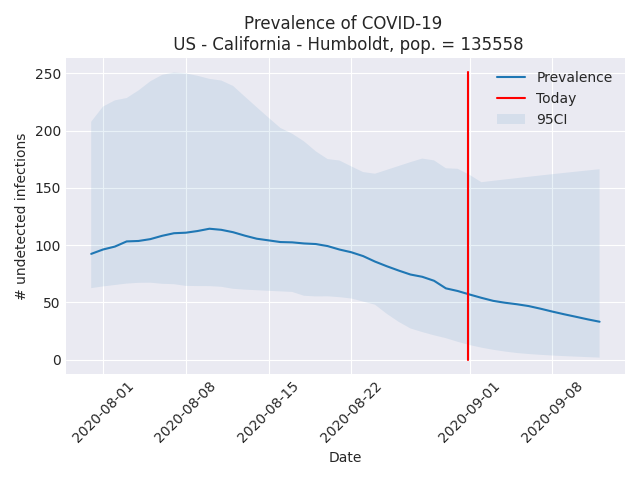 Prevalence of COVID-19
US - California - Humboldt, pop. = 135558
Prevalence
Today
95CI
250
200
150
100
50
0
# undetected infections
2020-08-01
2020-08-08
2020-08-15
2020-08-22
2020-09-01
2020-09-08
Date